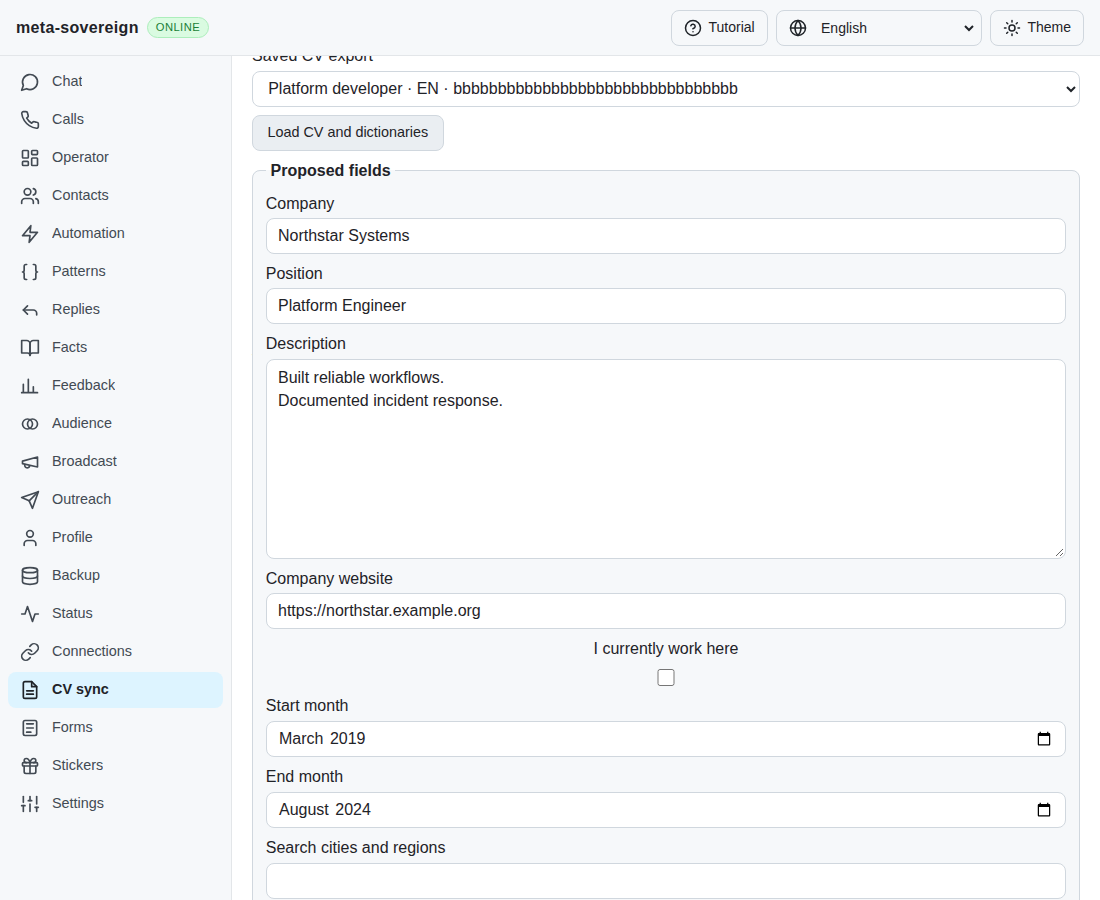 meta-sovereign ONLINE Tutorial English Theme
Chat
Calls
Operator
Contacts
Automation
Patterns
Replies
Facts
Feedback
Audience
Broadcast
Outreach
Profile
Backup
Status
Connections
CV sync
Forms
Stickers
Settings
Saved CV export
Platform developer · EN · bbbbbbbbbbbbbbbbbbbbbbbbbbbbbbbb
Load CV and dictionaries
Proposed fields
Company
Northstar Systems
Position
Platform Engineer
Description
Built reliable workflows.
Documented incident response.
Company website
https://northstar.example.org
I currently work here
Start month
March 2019
End month
August 2024
Search cities and regions